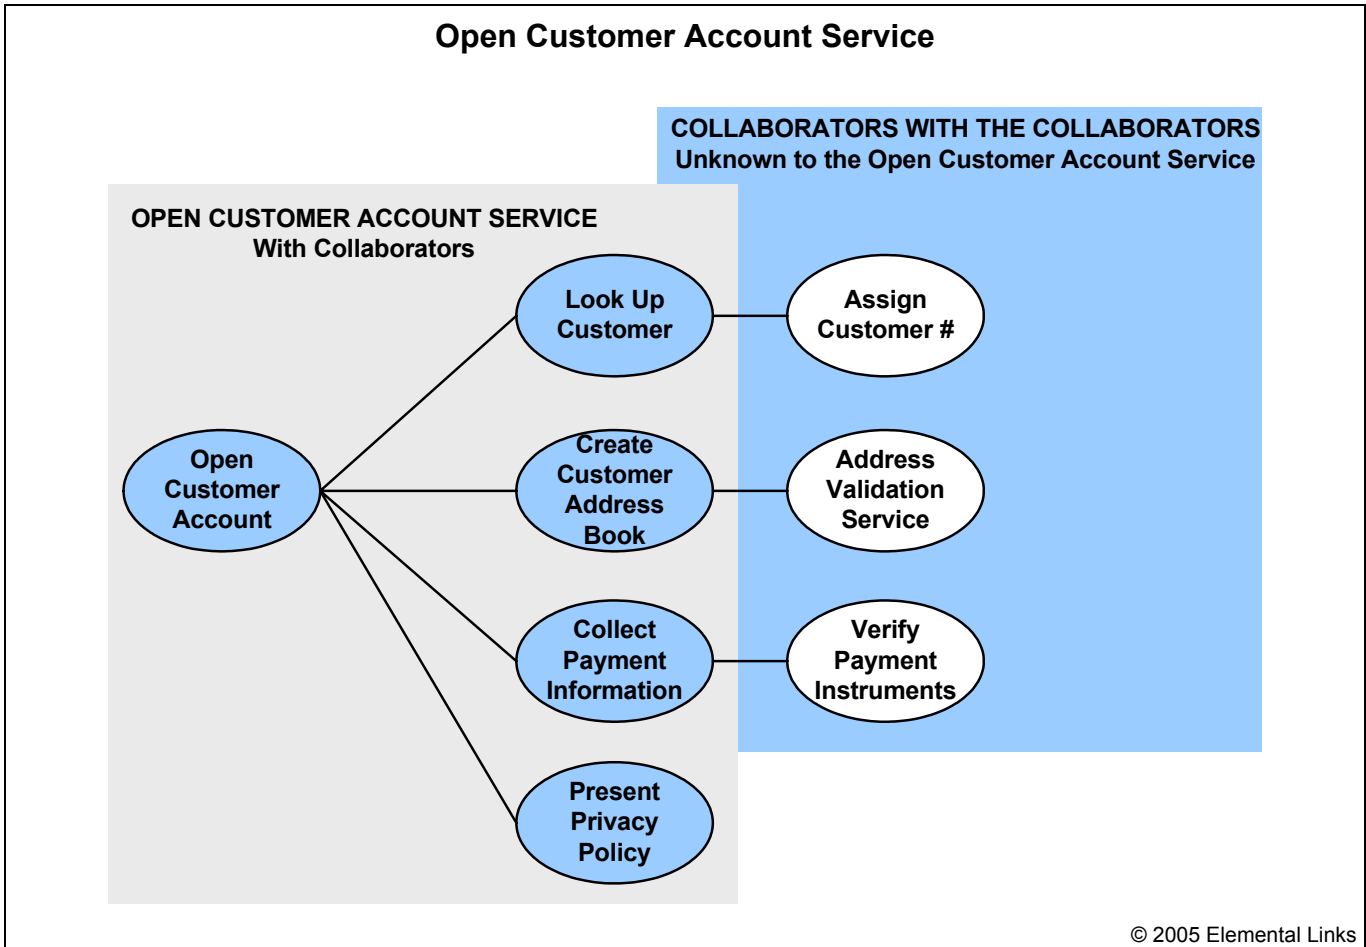 Open Customer Account Service
COLLABORATORS WITH THE COLLABORATORS
Unknown to the Open Customer Account Service
OPEN CUSTOMER ACCOUNT SERVICE
With Collaborators
Look Up
Customer
Assign
Customer #
Open
Customer
Account
Create
Customer
Address
Book
Address
Validation
Service
Collect
Payment
Information
Verify
Payment
Instruments
Present
Privacy
Policy
© 2005 Elemental Links